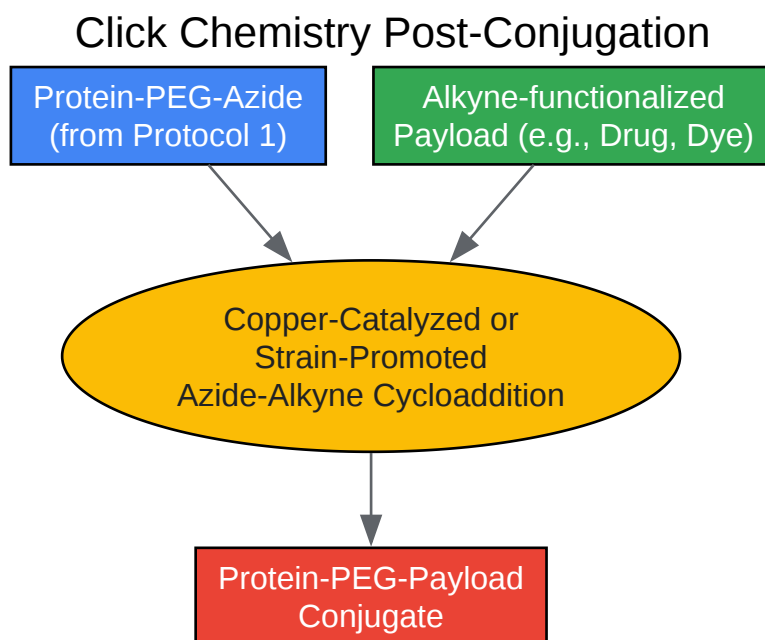 Click Chemistry Post-Conjugation
Protein-PEG-Azide
(from Protocol 1)
Alkyne-functionalized
Payload (e.g., Drug, Dye)
Copper-Catalyzed or
Strain-Promoted
Azide-Alkyne Cycloaddition
Protein-PEG-Payload
Conjugate